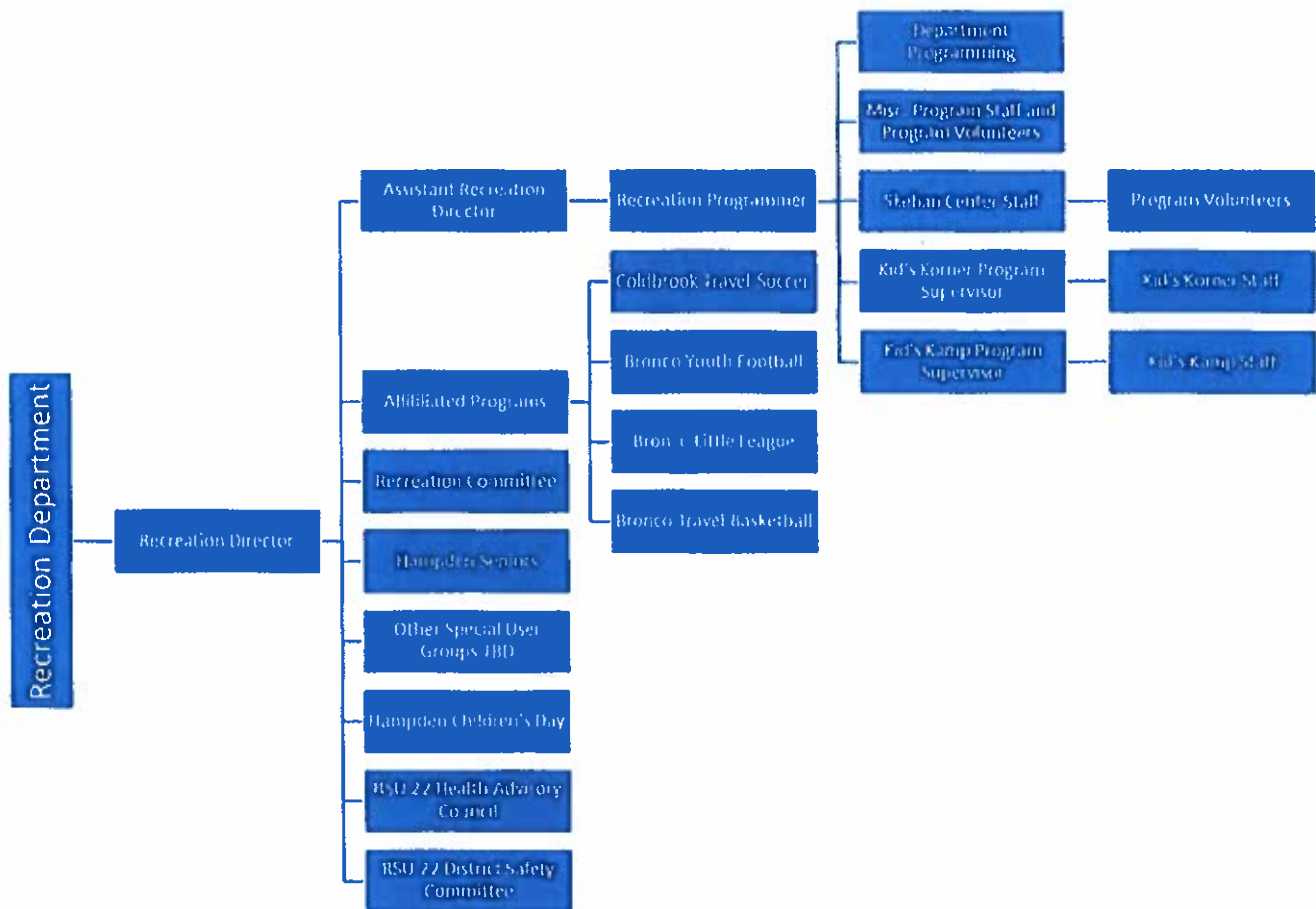 Recreation Department
Recreation Director
Assistant Recreation
Director
Affiliated Programs
Recreation Committee
Hampden Seniors
Other Special User
Groups TBD
Hampden Children's Day
RSU 22 Health Advisory
Council
RSU 22 District Safety
Committee
Recreation Programmer
Coldbrook Travel Soccer
Bronco Youth Football
Little League
Bronco Travel Basketball
Department
Programming
Misc. Program Staff and
Program Volunteers
Skehan Center Staff
Kid's Korner Program
Supervisor
Kid's Kamp Program
Supervisor
Program Volunteers
Kid's Korner Staff
Kid's Kamp Staff